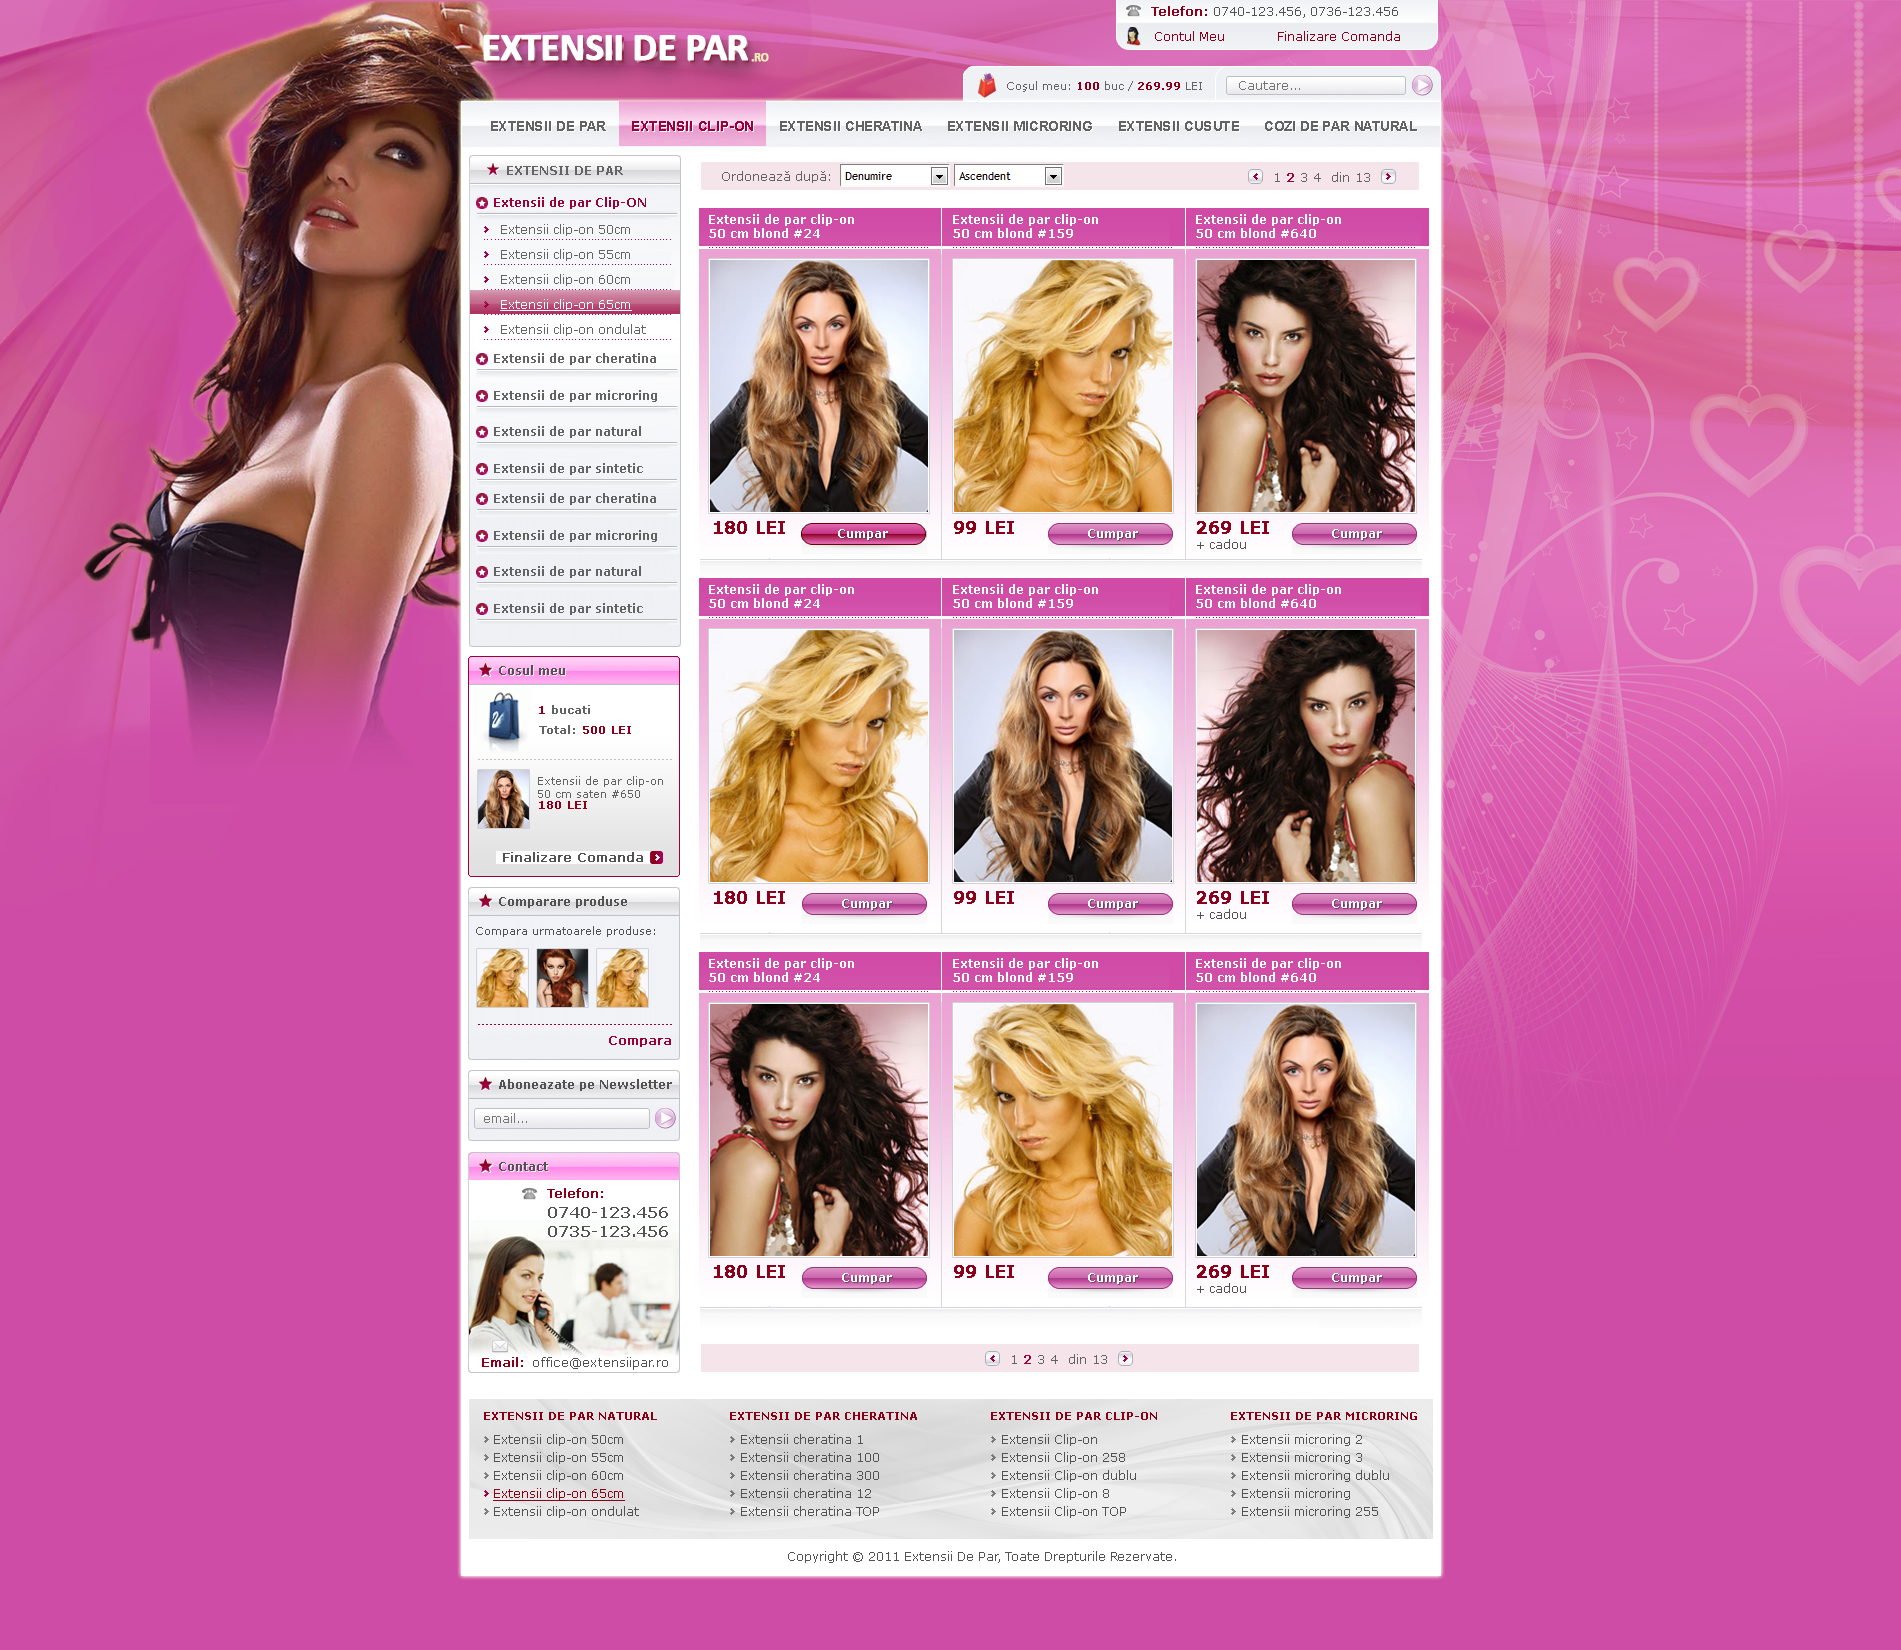 EXTENSII DE PAR.RO
Telefon: 0740-123.456, 0736-123.456
Contul Meu Finalizare Comanda
Coşul meu: 100 buc / 269.99 LEI Cautare...
EXTENSII DE PAR EXTENSII CLIP-ON EXTENSII CHERATINA EXTENSII MICRORING EXTENSII CUSUTE COZI DE PAR NATURAL
EXTENSII DE PAR
Extensii de par Clip-ON
Extensii clip-on 50cm
Extensii clip-on 55cm
Extensii clip-on 60cm
Extensii clip-on 65cm
Extensii clip-on ondulat
Extensii de par cheratina
Extensii de par microring
Extensii de par natural
Extensii de par sintetic
Extensii de par cheratina
Extensii de par microring
Extensii de par natural
Extensii de par sintetic
Cosul meu
1 bucati
Total: 500 LEI
Extensii de par clip-on
50 cm saten #650
180 LEI
Finalizare Comanda
Comparare produse
Compara urmatoarele produse:
Compara
Aboneazate pe Newsletter
email...
Contact
Telefon:
0740-123.456
0735-123.456
Email: office@extensiipar.ro
Ordonează după: Denumire Ascendent 1 2 3 4 din 13
Extensii de par clip-on Extensii de par clip-on Extensii de par clip-on
50 cm blond #24 50 cm blond #159 50 cm blond #640
180 LEI Cumpar 99 LEI Cumpar 269 LEI Cumpar
+ cadou
Extensii de par clip-on Extensii de par clip-on Extensii de par clip-on
50 cm blond #24 50 cm blond #159 50 cm blond #640
180 LEI Cumpar 99 LEI Cumpar 269 LEI Cumpar
+ cadou
Extensii de par clip-on Extensii de par clip-on Extensii de par clip-on
50 cm blond #24 50 cm blond #159 50 cm blond #640
180 LEI Cumpar 99 LEI Cumpar 269 LEI Cumpar
+ cadou
1 2 3 4 din 13
EXTENSII DE PAR NATURAL EXTENSII DE PAR CHERATINA EXTENSII DE PAR CLIP-ON EXTENSII DE PAR MICRORING
Extensii clip-on 50cm Extensii cheratina 1 Extensii Clip-on Extensii microring 2
Extensii clip-on 55cm Extensii cheratina 100 Extensii Clip-on 258 Extensii microring 3
Extensii clip-on 60cm Extensii cheratina 300 Extensii Clip-on dublu Extensii microring dublu
Extensii clip-on 65cm Extensii cheratina 12 Extensii Clip-on 8 Extensii microring
Extensii clip-on ondulat Extensii cheratina TOP Extensii Clip-on TOP Extensii microring 255
Copyright © 2011 Extensii De Par, Toate Drepturile Rezervate.